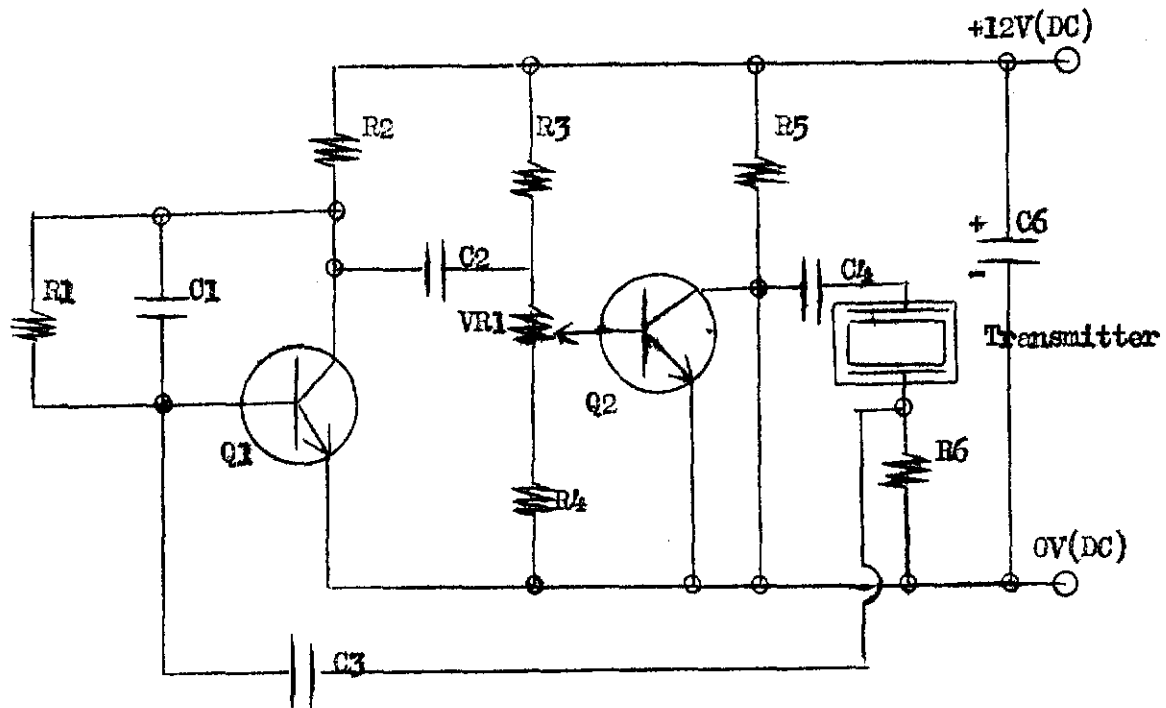 +12V(DC)
R2
R3
R5
R1
C1
C2
VR1
C4
+ C6
-
Transmitter
Q1
Q2
R4
R6
0V(DC)
C3